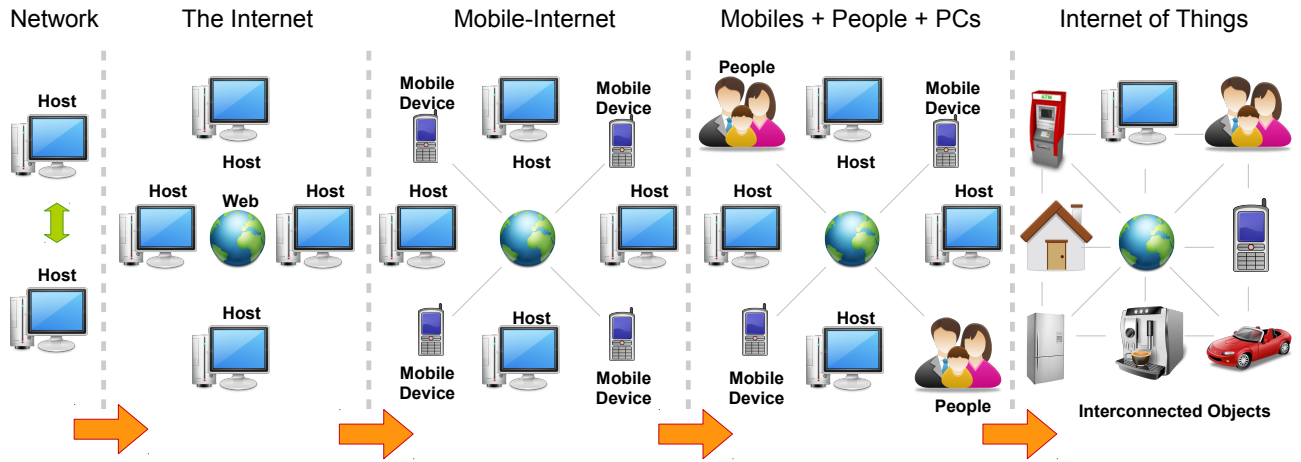 Network
The Internet
Mobile-Internet
Mobiles + People + PCs
Internet of Things
Host
Host
Host
Host
Web
Host
Host
Mobile
Device
Mobile
Device
Host
Host
Host
Mobile
Device
Host
Mobile
Device
People
Mobile
Device
Host
Host
Host
Mobile
Device
Host
People
ATM
Interconnected Objects